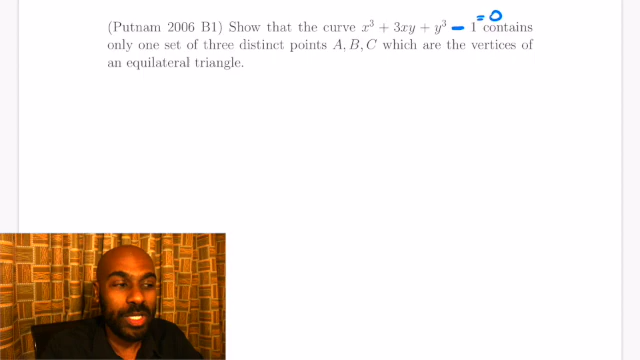 (Putnam 2006 B1) Show that the curve x³ + 3xy + y³ − 1 = 0 contains
only one set of three distinct points A, B, C which are the vertices of
an equilateral triangle.